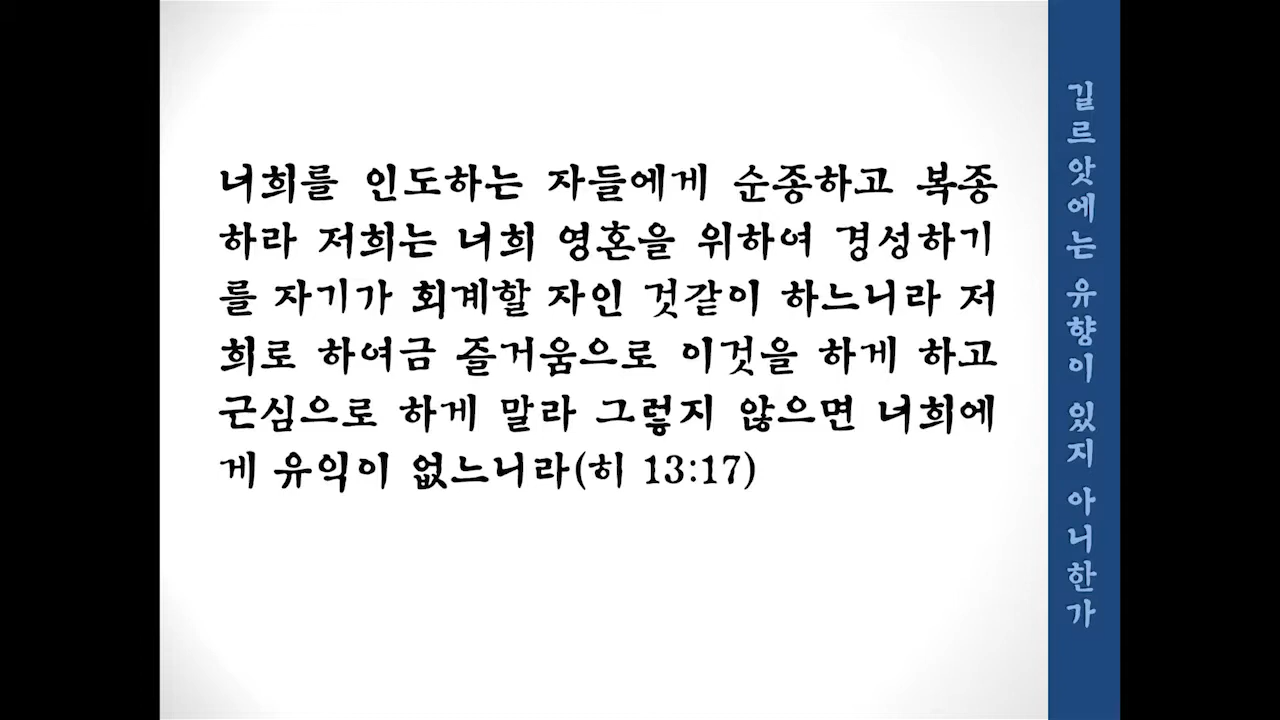 너희를 인도하는 자들에게 순종하고 복종
하라 저희는 너희 영혼을 위하여 경성하기
를 자기가 회계할 자인 것같이 하느니라 저
희로 하여금 즐거움으로 이것을 하게 하고
근심으로 하게 말라 그렇지 않으면 너희에
게 유익이 없느니라(히 13:17)
길르앗에는 유향이 있지 아니한가